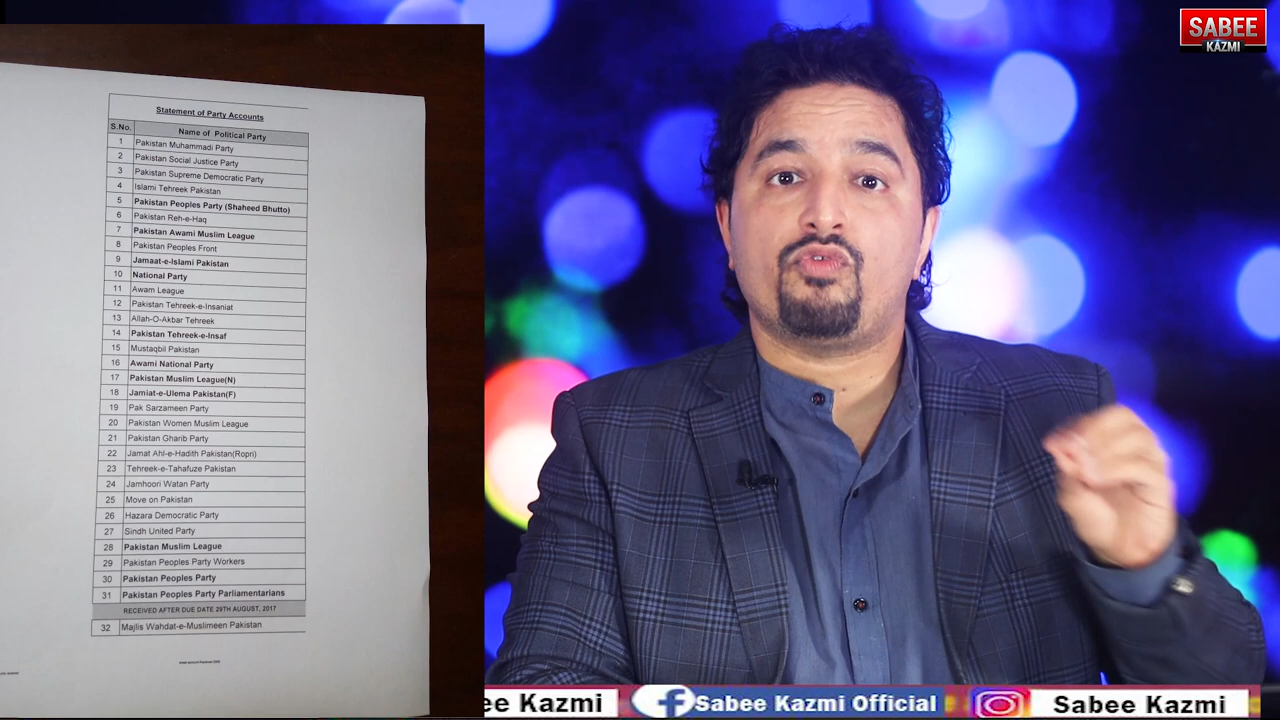 Statement of Party Accounts
S.No. Name of Political Party
1 Pakistan Muhammadi Party
2 Pakistan Social Justice Party
3 Pakistan Supreme Democratic Party
4 Islami Tehreek Pakistan
5 Pakistan Peoples Party (Shaheed Bhutto)
6 Pakistan Reh-e-Haq
7 Pakistan Awami Muslim League
8 Pakistan Peoples Front
9 Jamaat-e-Islami Pakistan
10 National Party
11 Awam League
12 Pakistan Tehreek-e-Insaniat
13 Allah-O-Akbar Tehreek
14 Pakistan Tehreek-e-Insaf
15 Mustaqbil Pakistan
16 Awami National Party
17 Pakistan Muslim League(N)
18 Jamiat-e-Ulema Pakistan(F)
19 Pak Sarzameen Party
20 Pakistan Women Muslim League
21 Pakistan Gharib Party
22 Jamat Ahl-e-Hadith Pakistan(Ropri)
23 Tehreek-e-Tahafuze Pakistan
24 Jamhoori Watan Party
25 Move on Pakistan
26 Hazara Democratic Party
27 Sindh United Party
28 Pakistan Muslim League
29 Pakistan Peoples Party Workers
30 Pakistan Peoples Party
31 Pakistan Peoples Party Parliamentarians
RECEIVED AFTER DUE DATE 29TH AUGUST, 2017
32 Majlis Wahdat-e-Muslimeen Pakistan
SABEE
KAZMI
ee Kazmi
Sabee Kazmi Official
Sabee Kazmi